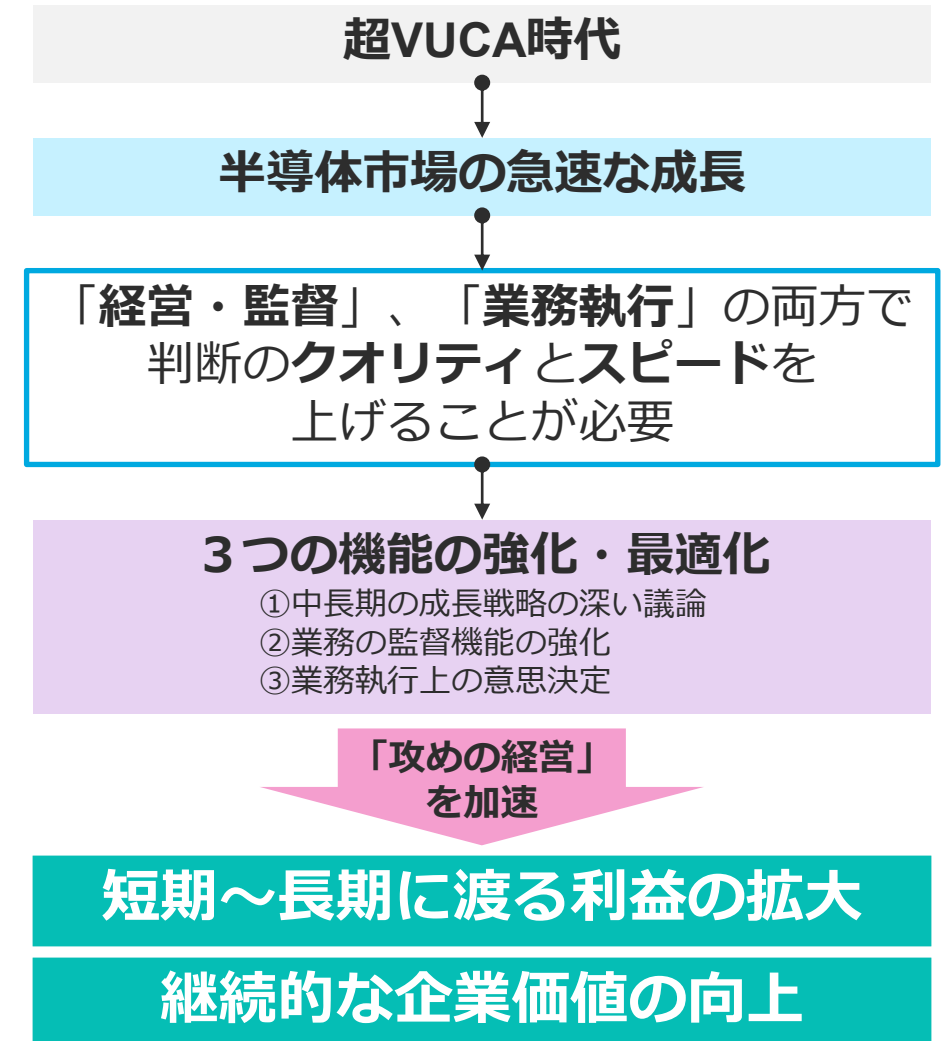 超VUCA時代
半導体市場の急速な成長
「経営・監督」、「業務執行」の両方で
判断のクオリティとスピードを
上げることが必要
３つの機能の強化・最適化
①中長期の成長戦略の深い議論
②業務の監督機能の強化
③業務執行上の意思決定
「攻めの経営」
を加速
短期～長期に渡る利益の拡大
継続的な企業価値の向上